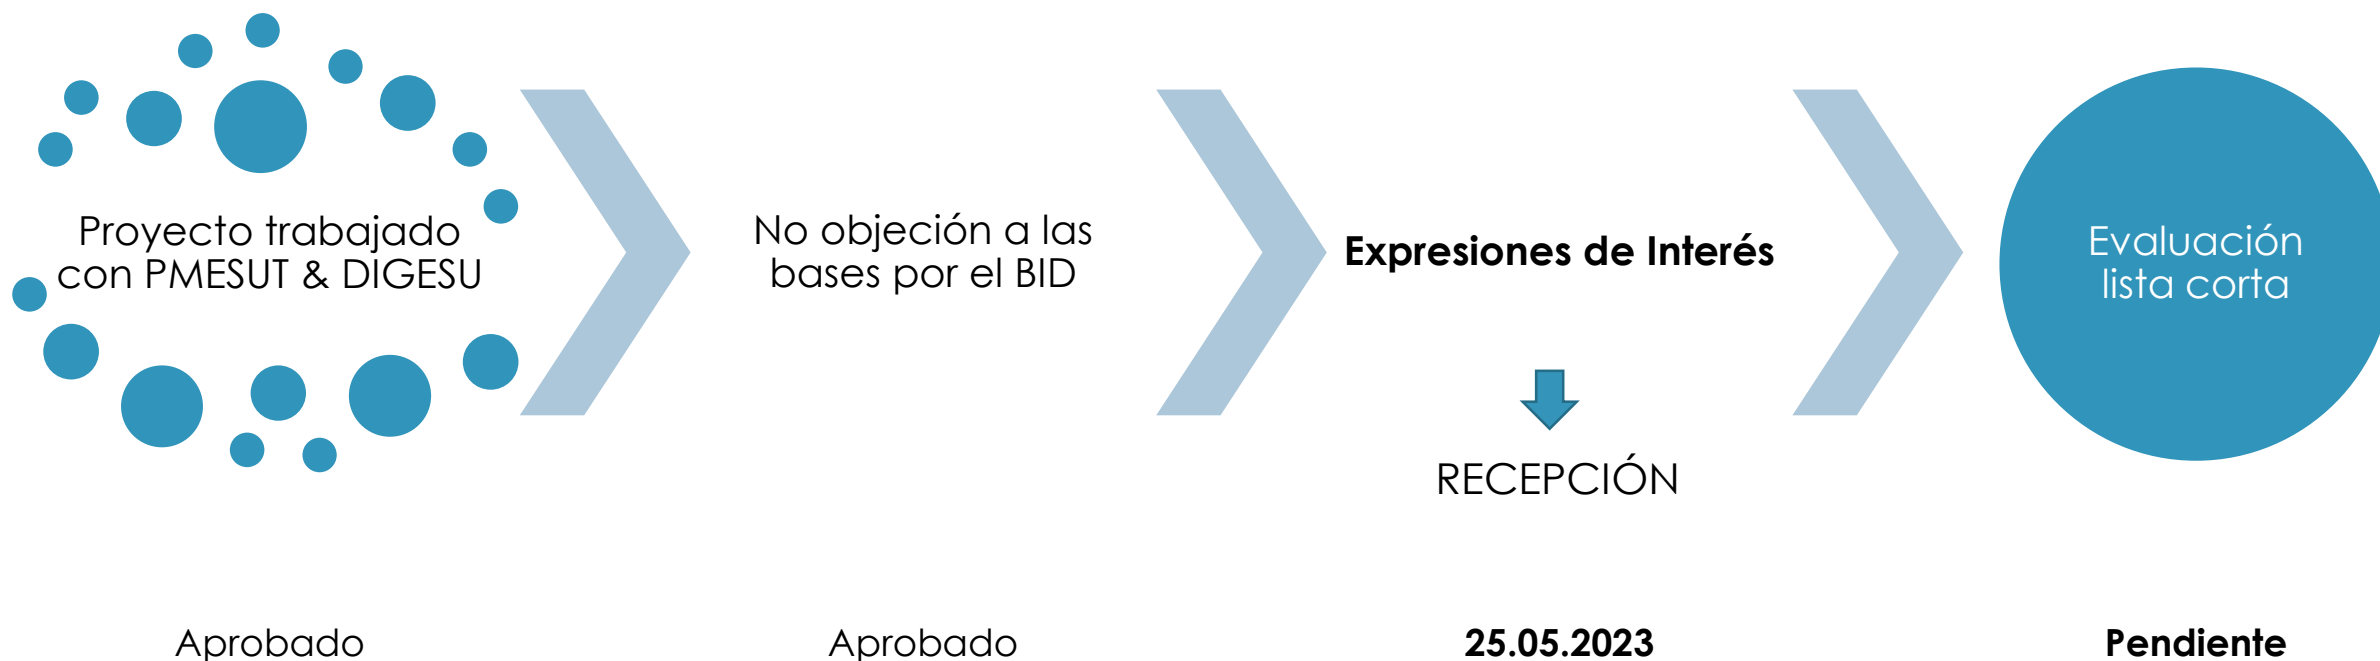 Proyecto trabajado
con PMESUT & DIGESU
No objeción a las
bases por el BID
Expresiones de Interés
RECEPCIÓN
Evaluación
lista corta
Aprobado
Aprobado
25.05.2023
Pendiente